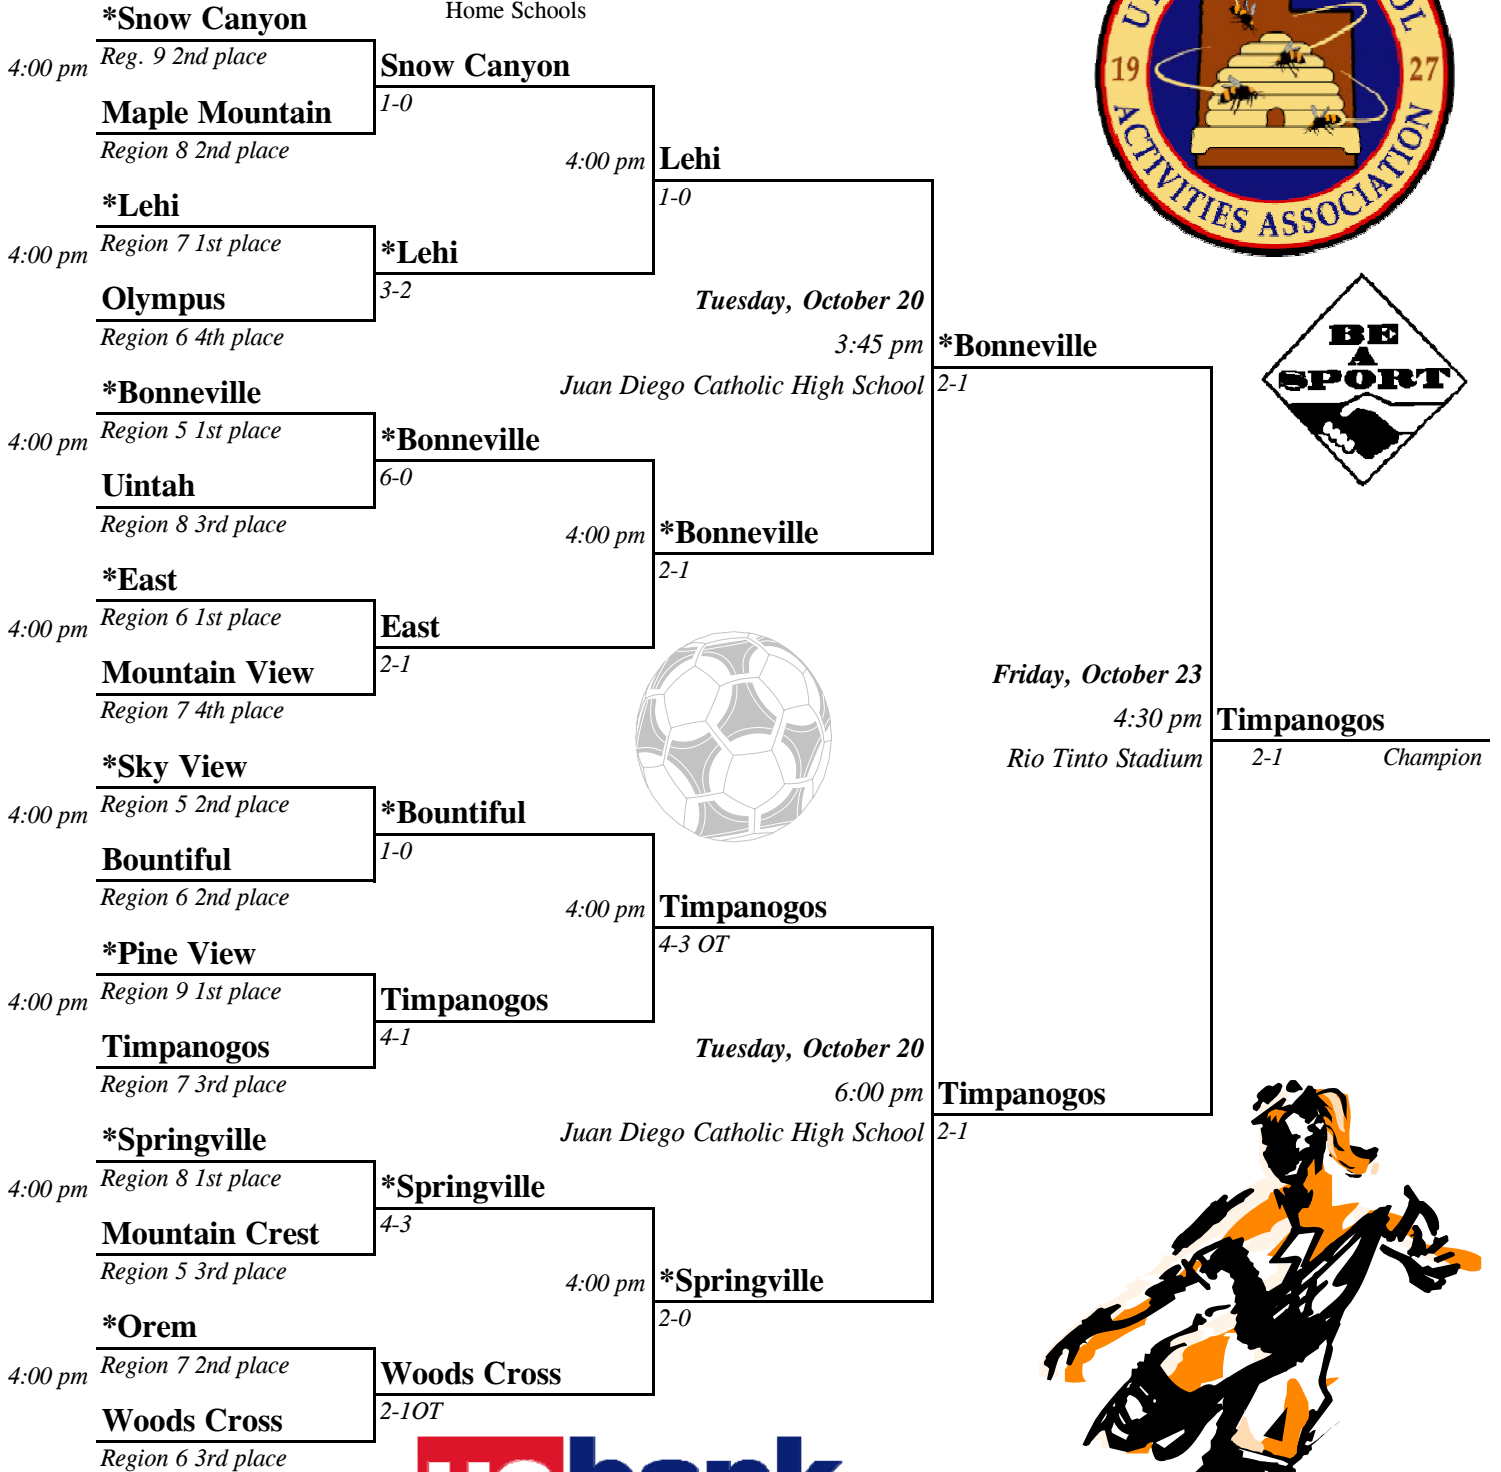 Home Schools
*Snow Canyon
4:00 pm
Reg. 9 2nd place
Maple Mountain
Region 8 2nd place
*Lehi
4:00 pm
Region 7 1st place
Olympus
Region 6 4th place
*Bonneville
4:00 pm
Region 5 1st place
Uintah
Region 8 3rd place
*East
4:00 pm
Region 6 1st place
Mountain View
Region 7 4th place
*Sky View
4:00 pm
Region 5 2nd place
Bountiful
Region 6 2nd place
*Pine View
4:00 pm
Region 9 1st place
Timpanogos
Region 7 3rd place
*Springville
4:00 pm
Region 8 1st place
Mountain Crest
Region 5 3rd place
*Orem
4:00 pm
Region 7 2nd place
Woods Cross
Region 6 3rd place
Snow Canyon
1-0
*Lehi
3-2
*Bonneville
6-0
East
2-1
*Bountiful
1-0
Timpanogos
4-1
*Springville
4-3
Woods Cross
2-1OT
4:00 pm
Lehi
1-0
4:00 pm
*Bonneville
2-1
4:00 pm
Timpanogos
4-3 OT
4:00 pm
*Springville
2-0
Tuesday, October 20
3:45 pm
Juan Diego Catholic High School
*Bonneville
2-1
Tuesday, October 20
6:00 pm
Juan Diego Catholic High School
Timpanogos
2-1
Friday, October 23
4:30 pm
Rio Tinto Stadium
Timpanogos
2-1
Champion
19
27
ACTIVITIES ASSOCIATION
BE
A
SPORT
bank